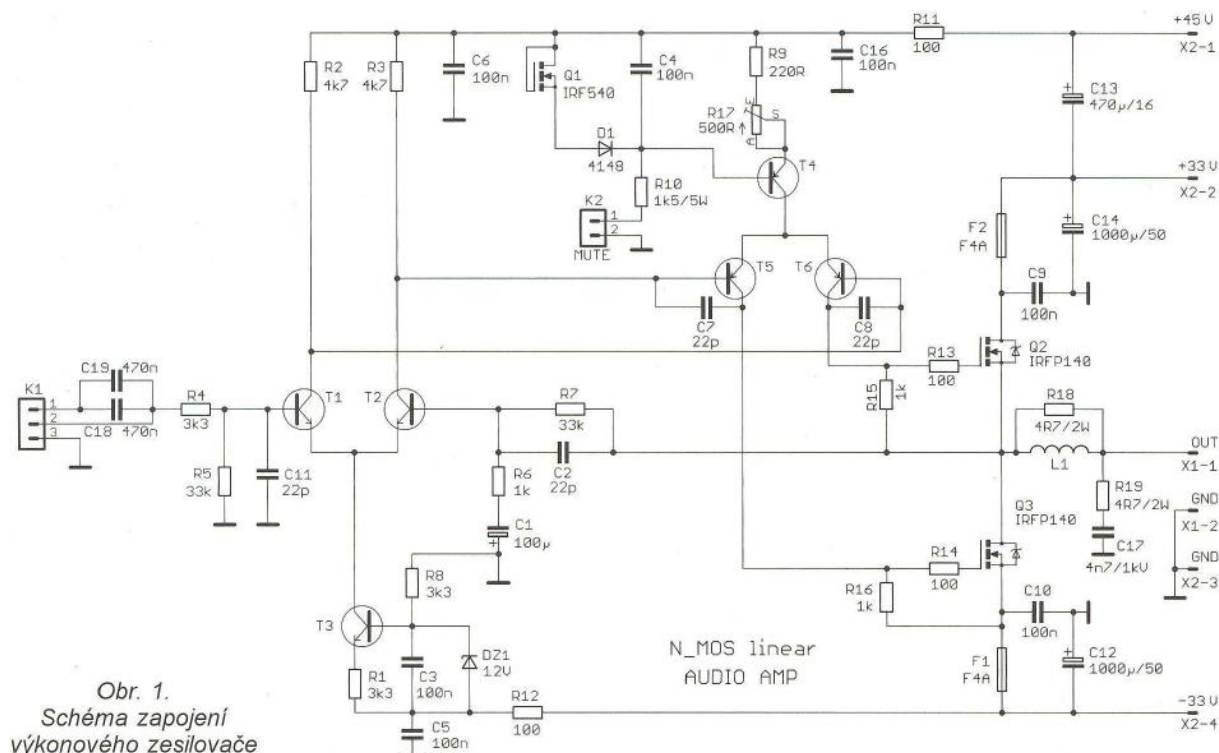 R11
100
+45V
X2-1
R2
4k7
R3
4k7
C6
100n
Q1
IRF540
C4
100n
R9
220R
C16
100n
R17
500R
E
S
A
C13
470µ/16
D1
4148
T4
+33V
X2-2
R10
1k5/5W
K2
1
2
MUTE
F2
F4A
C14
1000µ/50
T5
T6
C9
100n
C7
22p
C8
22p
R13
100
Q2
IRFP140
K1
1
2
3
C19
470n
C18
470n
R4
3k3
T1
T2
R7
33k
R15
1k
R18
4R7/2W
L1
OUT
X1-1
R5
33k
C11
22p
R6
1k
C2
22p
R19
4R7/2W
GND
X1-2
Q3
IRFP140
C1
100µ
C17
4n7/1kV
GND
X2-3
R8
3k3
R14
100
R16
1k
T3
C10
100n
DZ1
12V
N_MOS linear
AUDIO AMP
R1
3k3
C3
100n
F1
F4A
C12
1000µ/50
R12
100
C5
100n
-33V
X2-4
Obr. 1.
Schéma zapojení
výkonového zesilovače